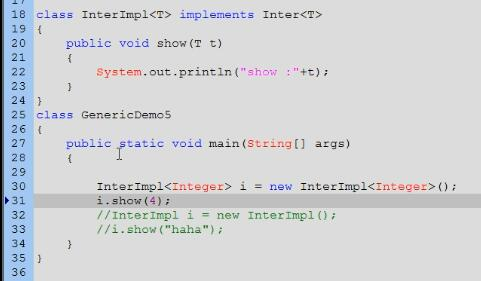 18 class InterImpl<T> implements Inter<T>
19 {
20     public void show(T t)
21     {
22         System.out.println("show :"+t);
23     }
24 }
25 class GenericDemo5
26 {
27     public static void main(String[] args)
28     {
29
30         InterImpl<Integer> i = new InterImpl<Integer>();
31         i.show(4);
32         //InterImpl i = new InterImpl();
33         //i.show("haha");
34     }
35 }
36